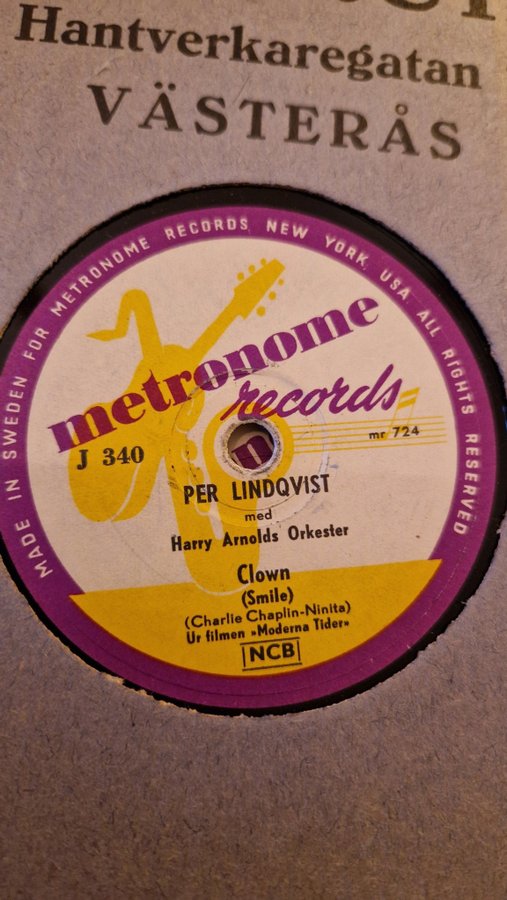 Hantverkaregatan
VÄSTERÅS
MADE IN SWEDEN FOR METRONOME RECORDS, NEW YORK, USA. ALL RIGHTS RESERVED
metronome
records
J 340
mr 724
PER LINDQVIST
med
Harry Arnolds Orkester
Clown
(Smile)
(Charlie Chaplin-Ninita)
Ur filmen »Moderna Tider»
NCB